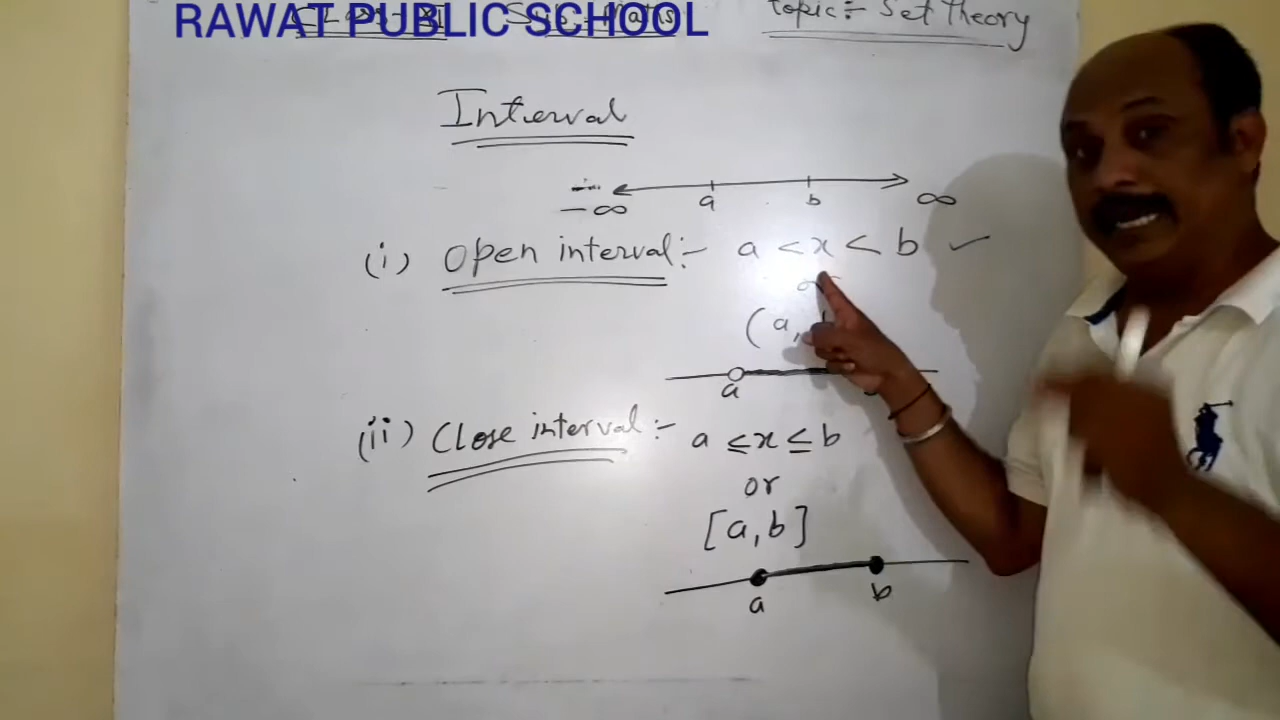 RAWAT PUBLIC SCHOOL
Topic :- Set Theory
Interval
-∞ a b ∞
(i) Open interval :- a < x < b ✓
or
(a,
a
(ii) Close interval :- a ≤ x ≤ b
or
[a, b]
a b